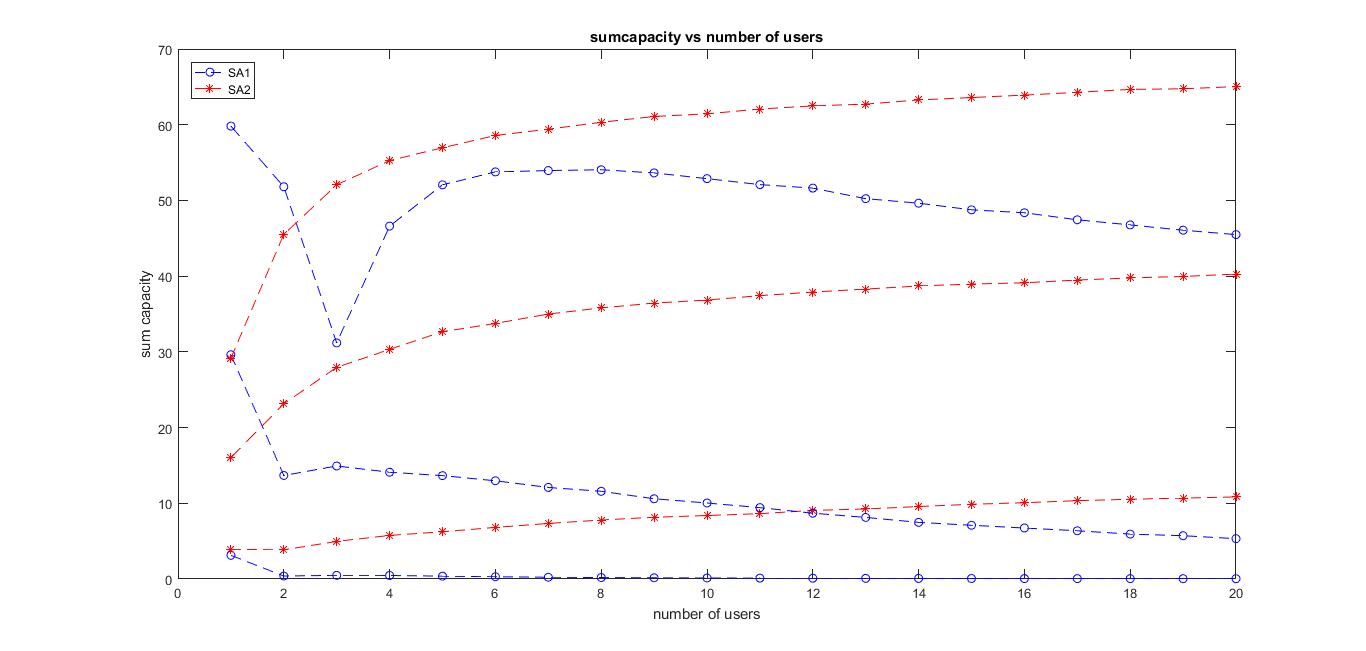 sumcapacity vs number of users
SA1
SA2
70
60
50
40
30
20
10
0
sum capacity
0 2 4 6 8 10 12 14 16 18 20
number of users